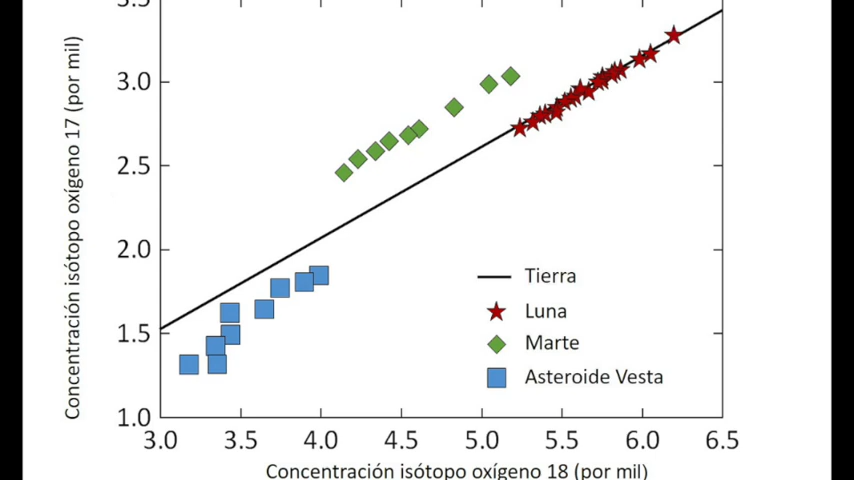 3.5
3.0
2.5
2.0
1.5
1.0
Concentración isótopo oxígeno 17 (por mil)
Tierra
Luna
Marte
Asteroide Vesta
3.0 3.5 4.0 4.5 5.0 5.5 6.0 6.5
Concentración isótopo oxígeno 18 (por mil)